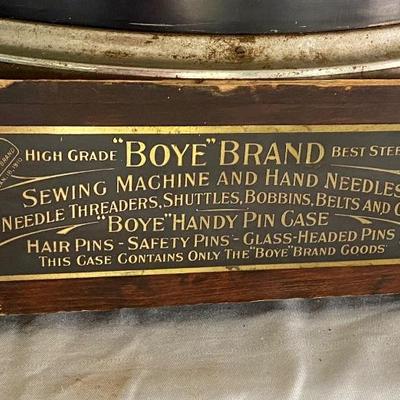 HIGH GRADE "BOYE" BRAND BEST STEEL
SEWING MACHINE AND HAND NEEDLES
NEEDLE THREADERS, SHUTTLES, BOBBINS, BELTS AND
"BOYE" HANDY PIN CASE
HAIR PINS - SAFETY PINS - GLASS-HEADED PINS
THIS CASE CONTAINS ONLY THE "BOYE" BRAND GOODS